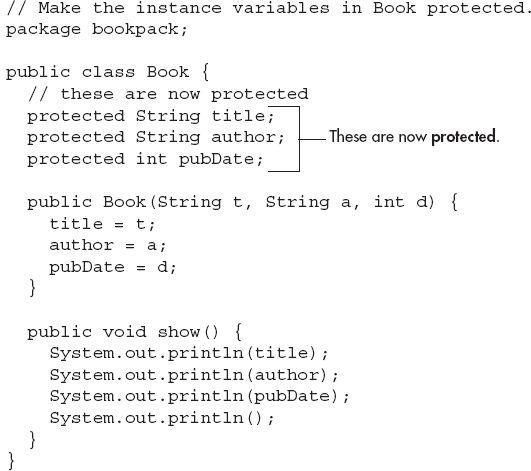 // Make the instance variables in Book protected.
package bookpack;

public class Book {
  // these are now protected
  protected String title;
  protected String author;
  protected int pubDate;
These are now protected.

  public Book(String t, String a, int d) {
    title = t;
    author = a;
    pubDate = d;
  }

  public void show() {
    System.out.println(title);
    System.out.println(author);
    System.out.println(pubDate);
    System.out.println();
  }
}